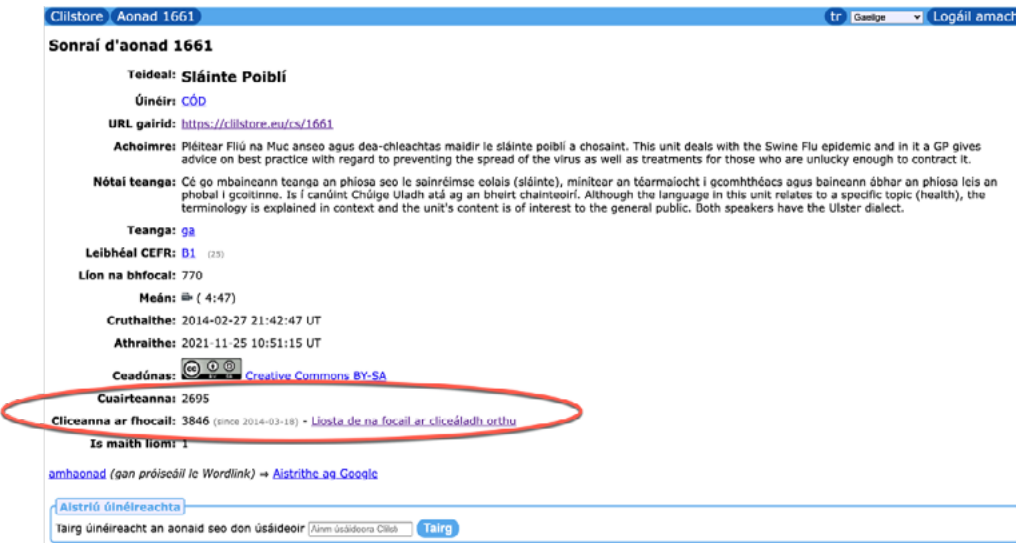 Clilstore Aonad 1661 tr Gaeilge Logáil amach
Sonraí d'aonad 1661
Teideal: Sláinte Poiblí
Úinéir: CÓD
URL gairid: https://clilstore.eu/cs/1661
Achoimre: Pléitear Fliú na Muc anseo agus dea-chleachtas maidir le sláinte poiblí a chosaint. This unit deals with the Swine Flu epidemic and in it a GP gives
advice on best practice with regard to preventing the spread of the virus as well as treatments for those who are unlucky enough to contract it.
Nótaí teanga: Cé go mbaineann teanga an phíosa seo le sainréimse eolais (sláinte), mínítear an téarmaíocht i gcomhthéacs agus baineann ábhar an phíosa leis an
phobal i gcoitinne. Is í canúint Chúige Uladh atá ag an bheirt chainteoirí. Although the language in this unit relates to a specific topic (health), the
terminology is explained in context and the unit's content is of interest to the general public. Both speakers have the Ulster dialect.
Teanga: ga
Leibhéal CEFR: B1 (25)
Líon na bhfocal: 770
Meán: ( 4:47)
Cruthaithe: 2014-02-27 21:42:47 UT
Athraithe: 2021-11-25 10:51:15 UT
Ceadúnas: Creative Commons BY-SA
Cuairteanna: 2695
Cliceanna ar fhocail: 3846 (since 2014-03-18) - Liosta de na focail ar cliceáladh orthu
Is maith liom: 1
amhaonad (gan próiseáil le Wordlink) ⇒ Aistrithe ag Google
Aistriú úinéireachta
Tairg úinéireacht an aonaid seo don úsáideoir Ainm úsáideora Clilst Tairg